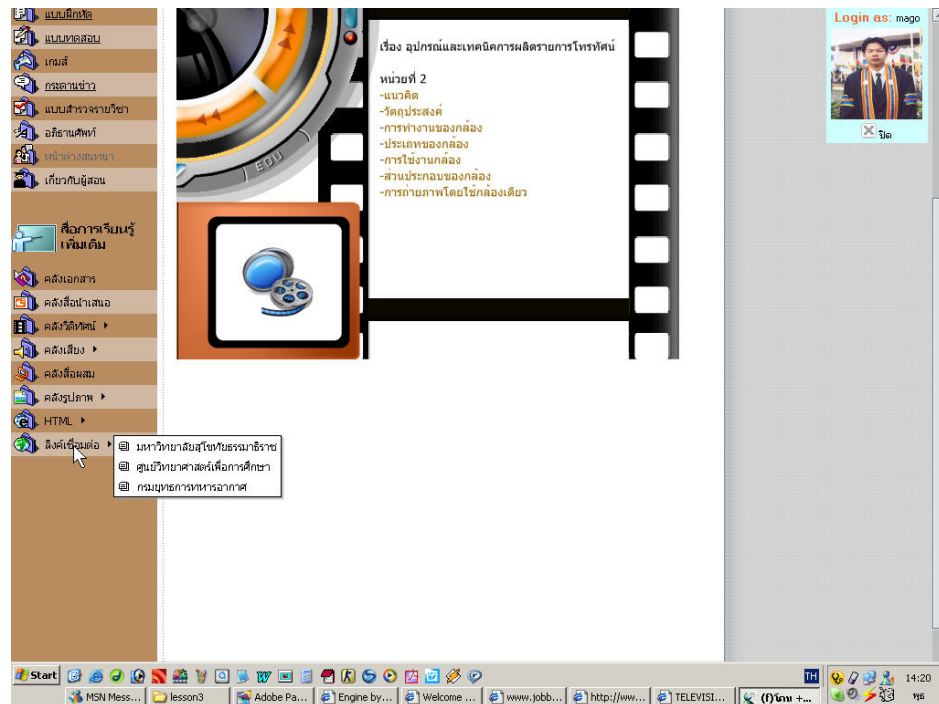 แบบฝึกหัด
แบบทดสอบ
เกมส์
กระดานข่าว
แบบสำรวจรายวิชา
อภิธานศัพท์
หน้าต่างสนทนา
เกี่ยวกับผู้สอน
สื่อการเรียนรู้
เพิ่มเติม
คลังเอกสาร
คลังสื่อนำเสนอ
คลังวีดิทัศน์
คลังเสียง
คลังสื่อผสม
คลังรูปภาพ
HTML
ลิงค์เชื่อมต่อ
มหาวิทยาลัยสุโขทัยธรรมาธิราช
ศูนย์วิทยาศาสตร์เพื่อการศึกษา
กรมยุทธการทหารอากาศ
EDU
เรื่อง อุปกรณ์และเทคนิคการผลิตรายการโทรทัศน์
หน่วยที่ 2
-แนวคิด
-วัตถุประสงค์
-การทำงานของกล้อง
-ประเภทของกล้อง
-การใช้งานกล้อง
-ส่วนประกอบของกล้อง
-การถ่ายภาพโดยใช้กล้องเดียว
Login as: mago
ปิด
Start
TH
14:20
MSN Mess...
lesson3
Adobe Pa...
Engine by...
Welcome ...
www.jobb...
http://ww...
TELEVISI...
(f)โดม +...
พุธ